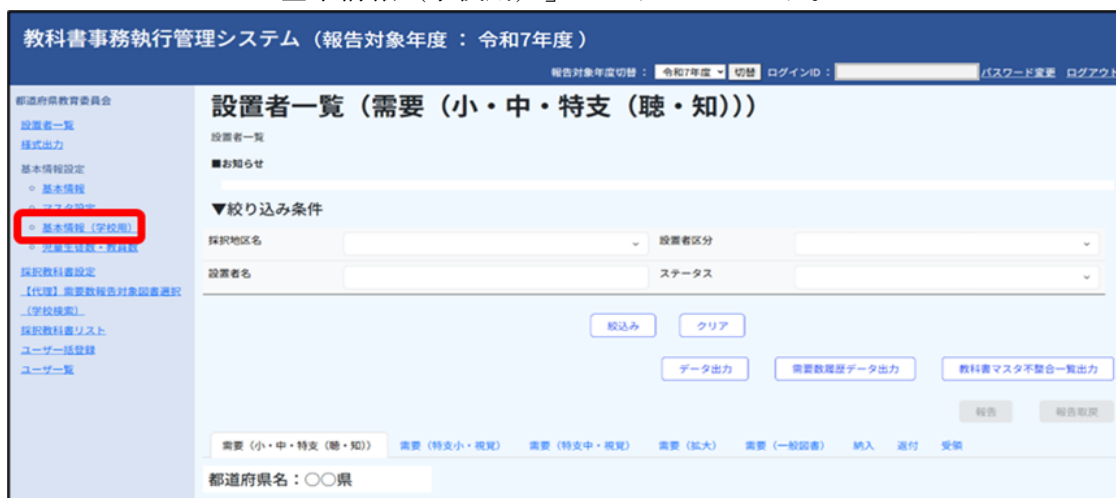 教科書事務執行管理システム（報告対象年度 ： 令和7年度 ）
報告対象年度切替： 令和7年度 切替 ログインID： パスワード変更 ログアウト
都道府県教育委員会
設置者一覧
様式出力
基本情報設定
基本情報
マスタ設定
基本情報（学校用）
児童生徒数・教員数
採択教科書設定
【代理】需要数報告対象図書選択
（学校検索）
採択教科書リスト
ユーザー括登録
ユーザー覧
設置者一覧（需要（小・中・特支（聴・知）））
設置者一覧
■お知らせ
▼絞り込み条件
採択地区名 設置者区分
設置者名 ステータス
絞込み クリア
データ出力 需要数履歴データ出力 教科書マスタ不整合一覧出力
報告 報告取戻
需要（小・中・特支（聴・知）） 需要（特支小・視覚） 需要（特支中・視覚） 需要（拡大） 需要（一般図書） 納入 返付 受領
都道府県名：○○県